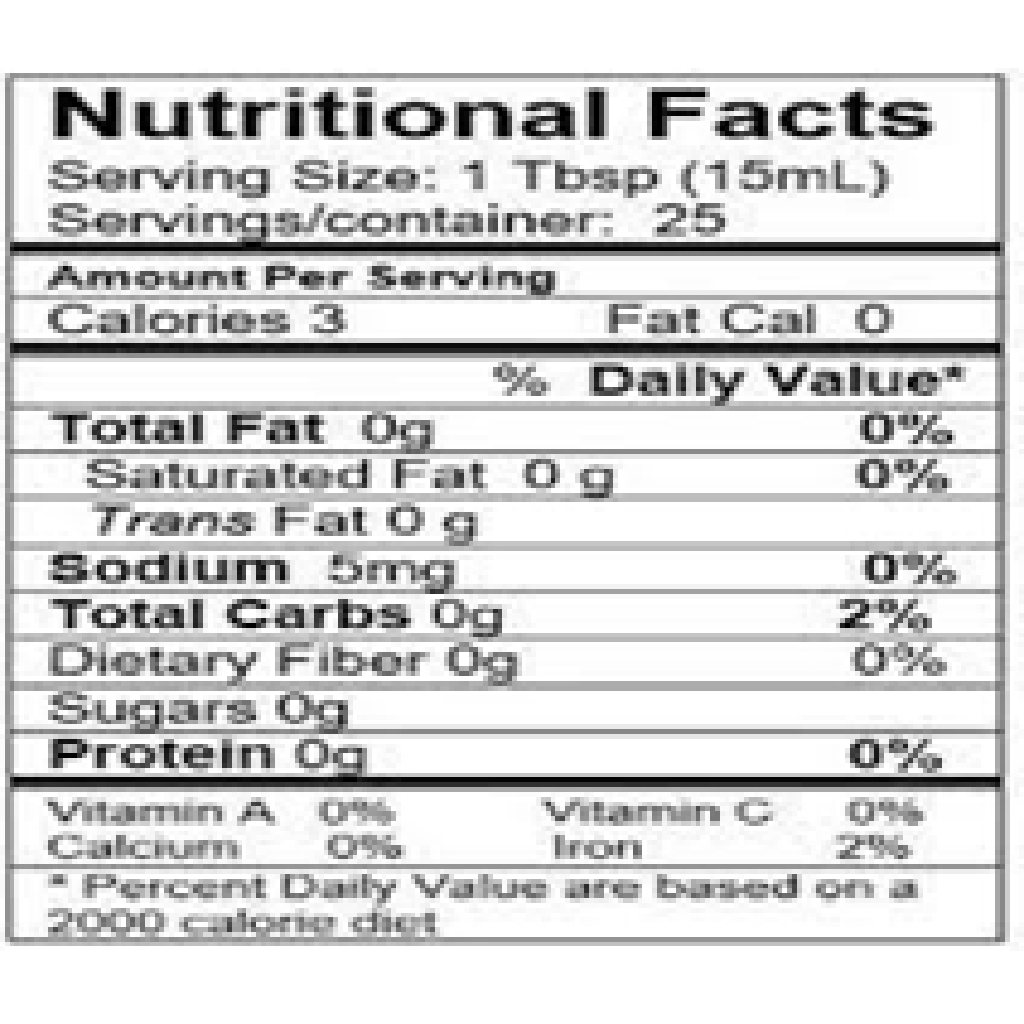 Nutritional Facts
Serving Size: 1 Tbsp (15mL)
Servings/container: 25
Amount Per Serving
Calories 3 Fat Cal 0
% Daily Value*
Total Fat 0g 0%
Saturated Fat 0 g 0%
Trans Fat 0 g
Sodium 5mg 0%
Total Carbs 0g 2%
Dietary Fiber 0g 0%
Sugars 0g
Protein 0g 0%
Vitamin A 0% Vitamin C 0%
Calcium 0% Iron 2%
* Percent Daily Value are based on a
2000 calorie diet